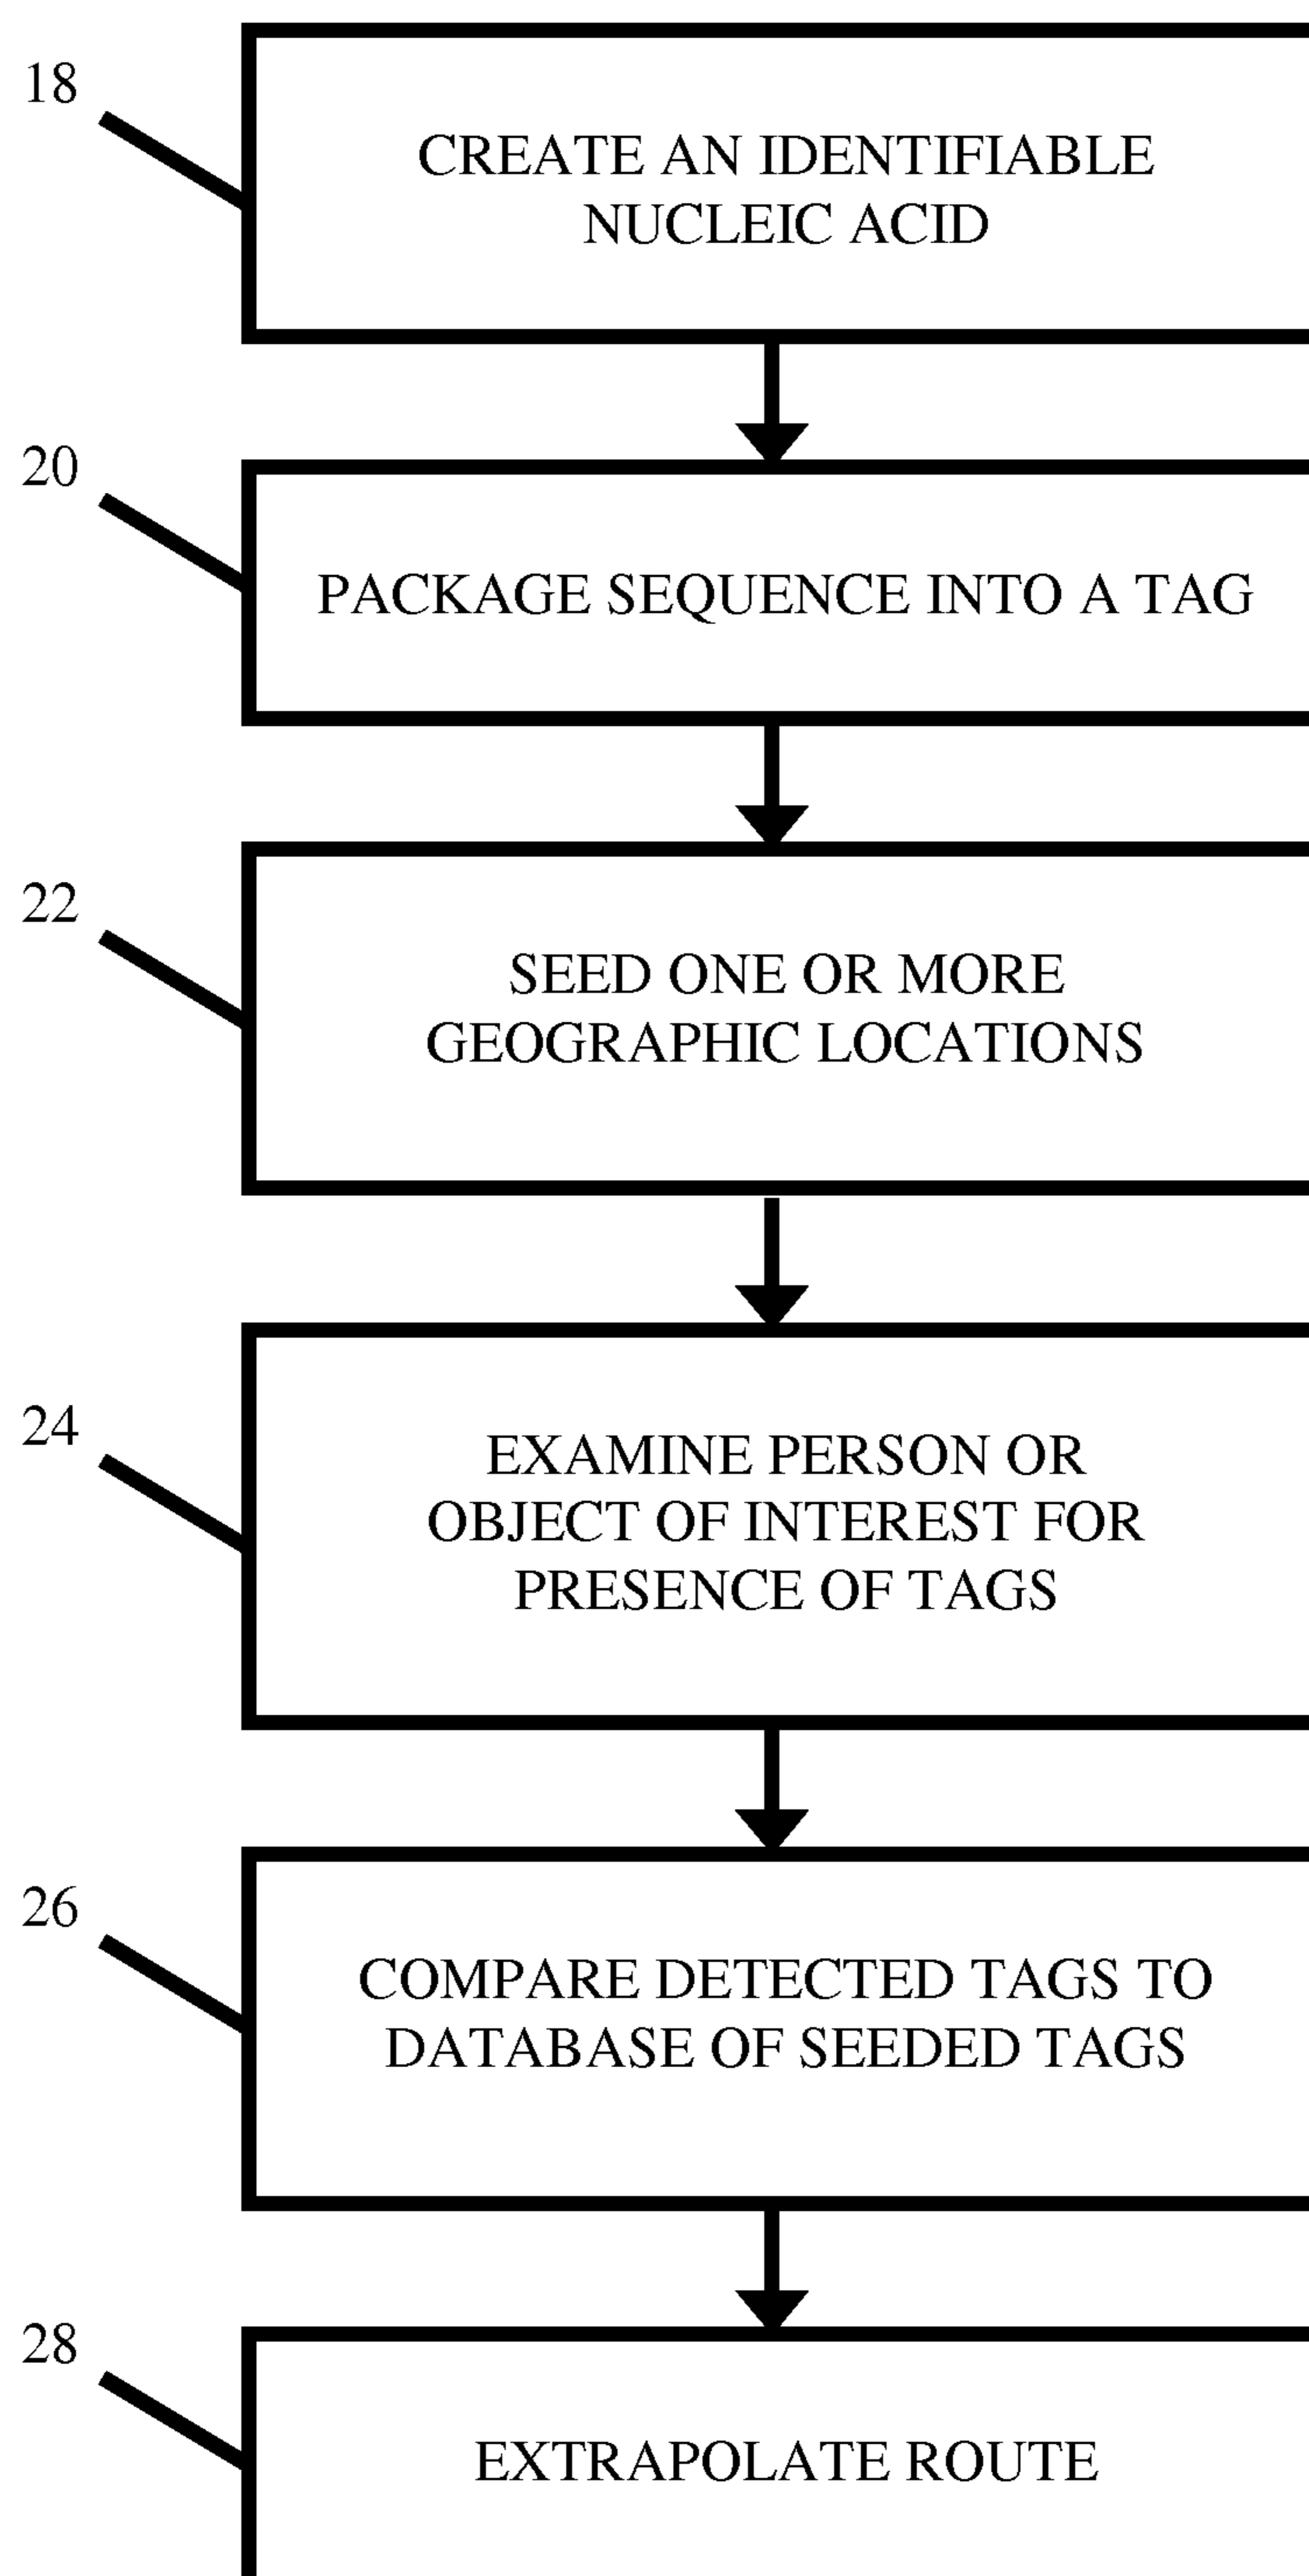 18
CREATE AN IDENTIFIABLE
NUCLEIC ACID
20
PACKAGE SEQUENCE INTO A TAG
22
SEED ONE OR MORE
GEOGRAPHIC LOCATIONS
24
EXAMINE PERSON OR
OBJECT OF INTEREST FOR
PRESENCE OF TAGS
26
COMPARE DETECTED TAGS TO
DATABASE OF SEEDED TAGS
28
EXTRAPOLATE ROUTE